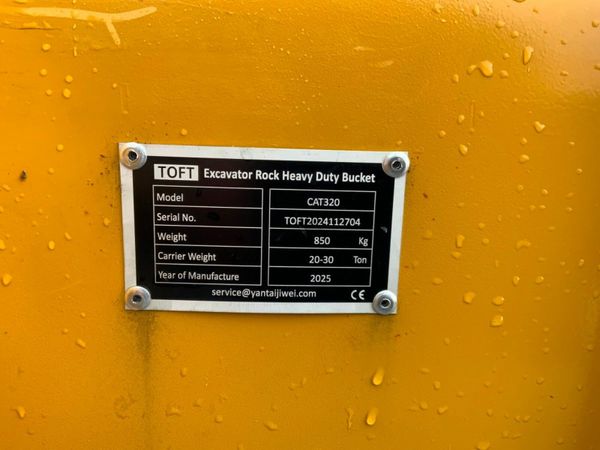 TOFT Excavator Rock Heavy Duty Bucket
Model CAT320
Serial No. TOFT2024112704
Weight 850 Kg
Carrier Weight 20-30 Ton
Year of Manufacture 2025
service@yantaijiwei.com CE